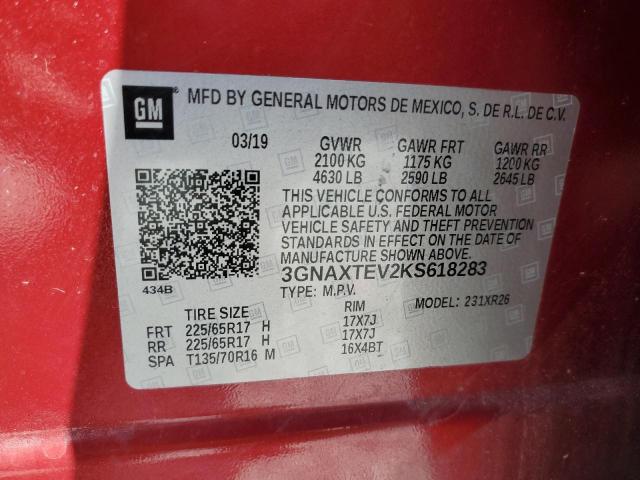 GM
MFD BY GENERAL MOTORS DE MEXICO, S. DE R.L. DE C.V.
03/19 GVWR GAWR FRT GAWR RR
2100 KG 1175 KG 1200 KG
4630 LB 2590 LB 2645 LB
THIS VEHICLE CONFORMS TO ALL
APPLICABLE U.S. FEDERAL MOTOR
VEHICLE SAFETY AND THEFT PREVENTION
STANDARDS IN EFFECT ON THE DATE
OF MANUFACTURE SHOWN ABOVE.
3GNAXTEV2KS618283
434B
TYPE: M.P.V. MODEL: 231XR26
TIRE SIZE RIM
FRT 225/65R17 H 17X7J
RR 225/65R17 H 17X7J
SPA T135/70R16 M 16X4BT